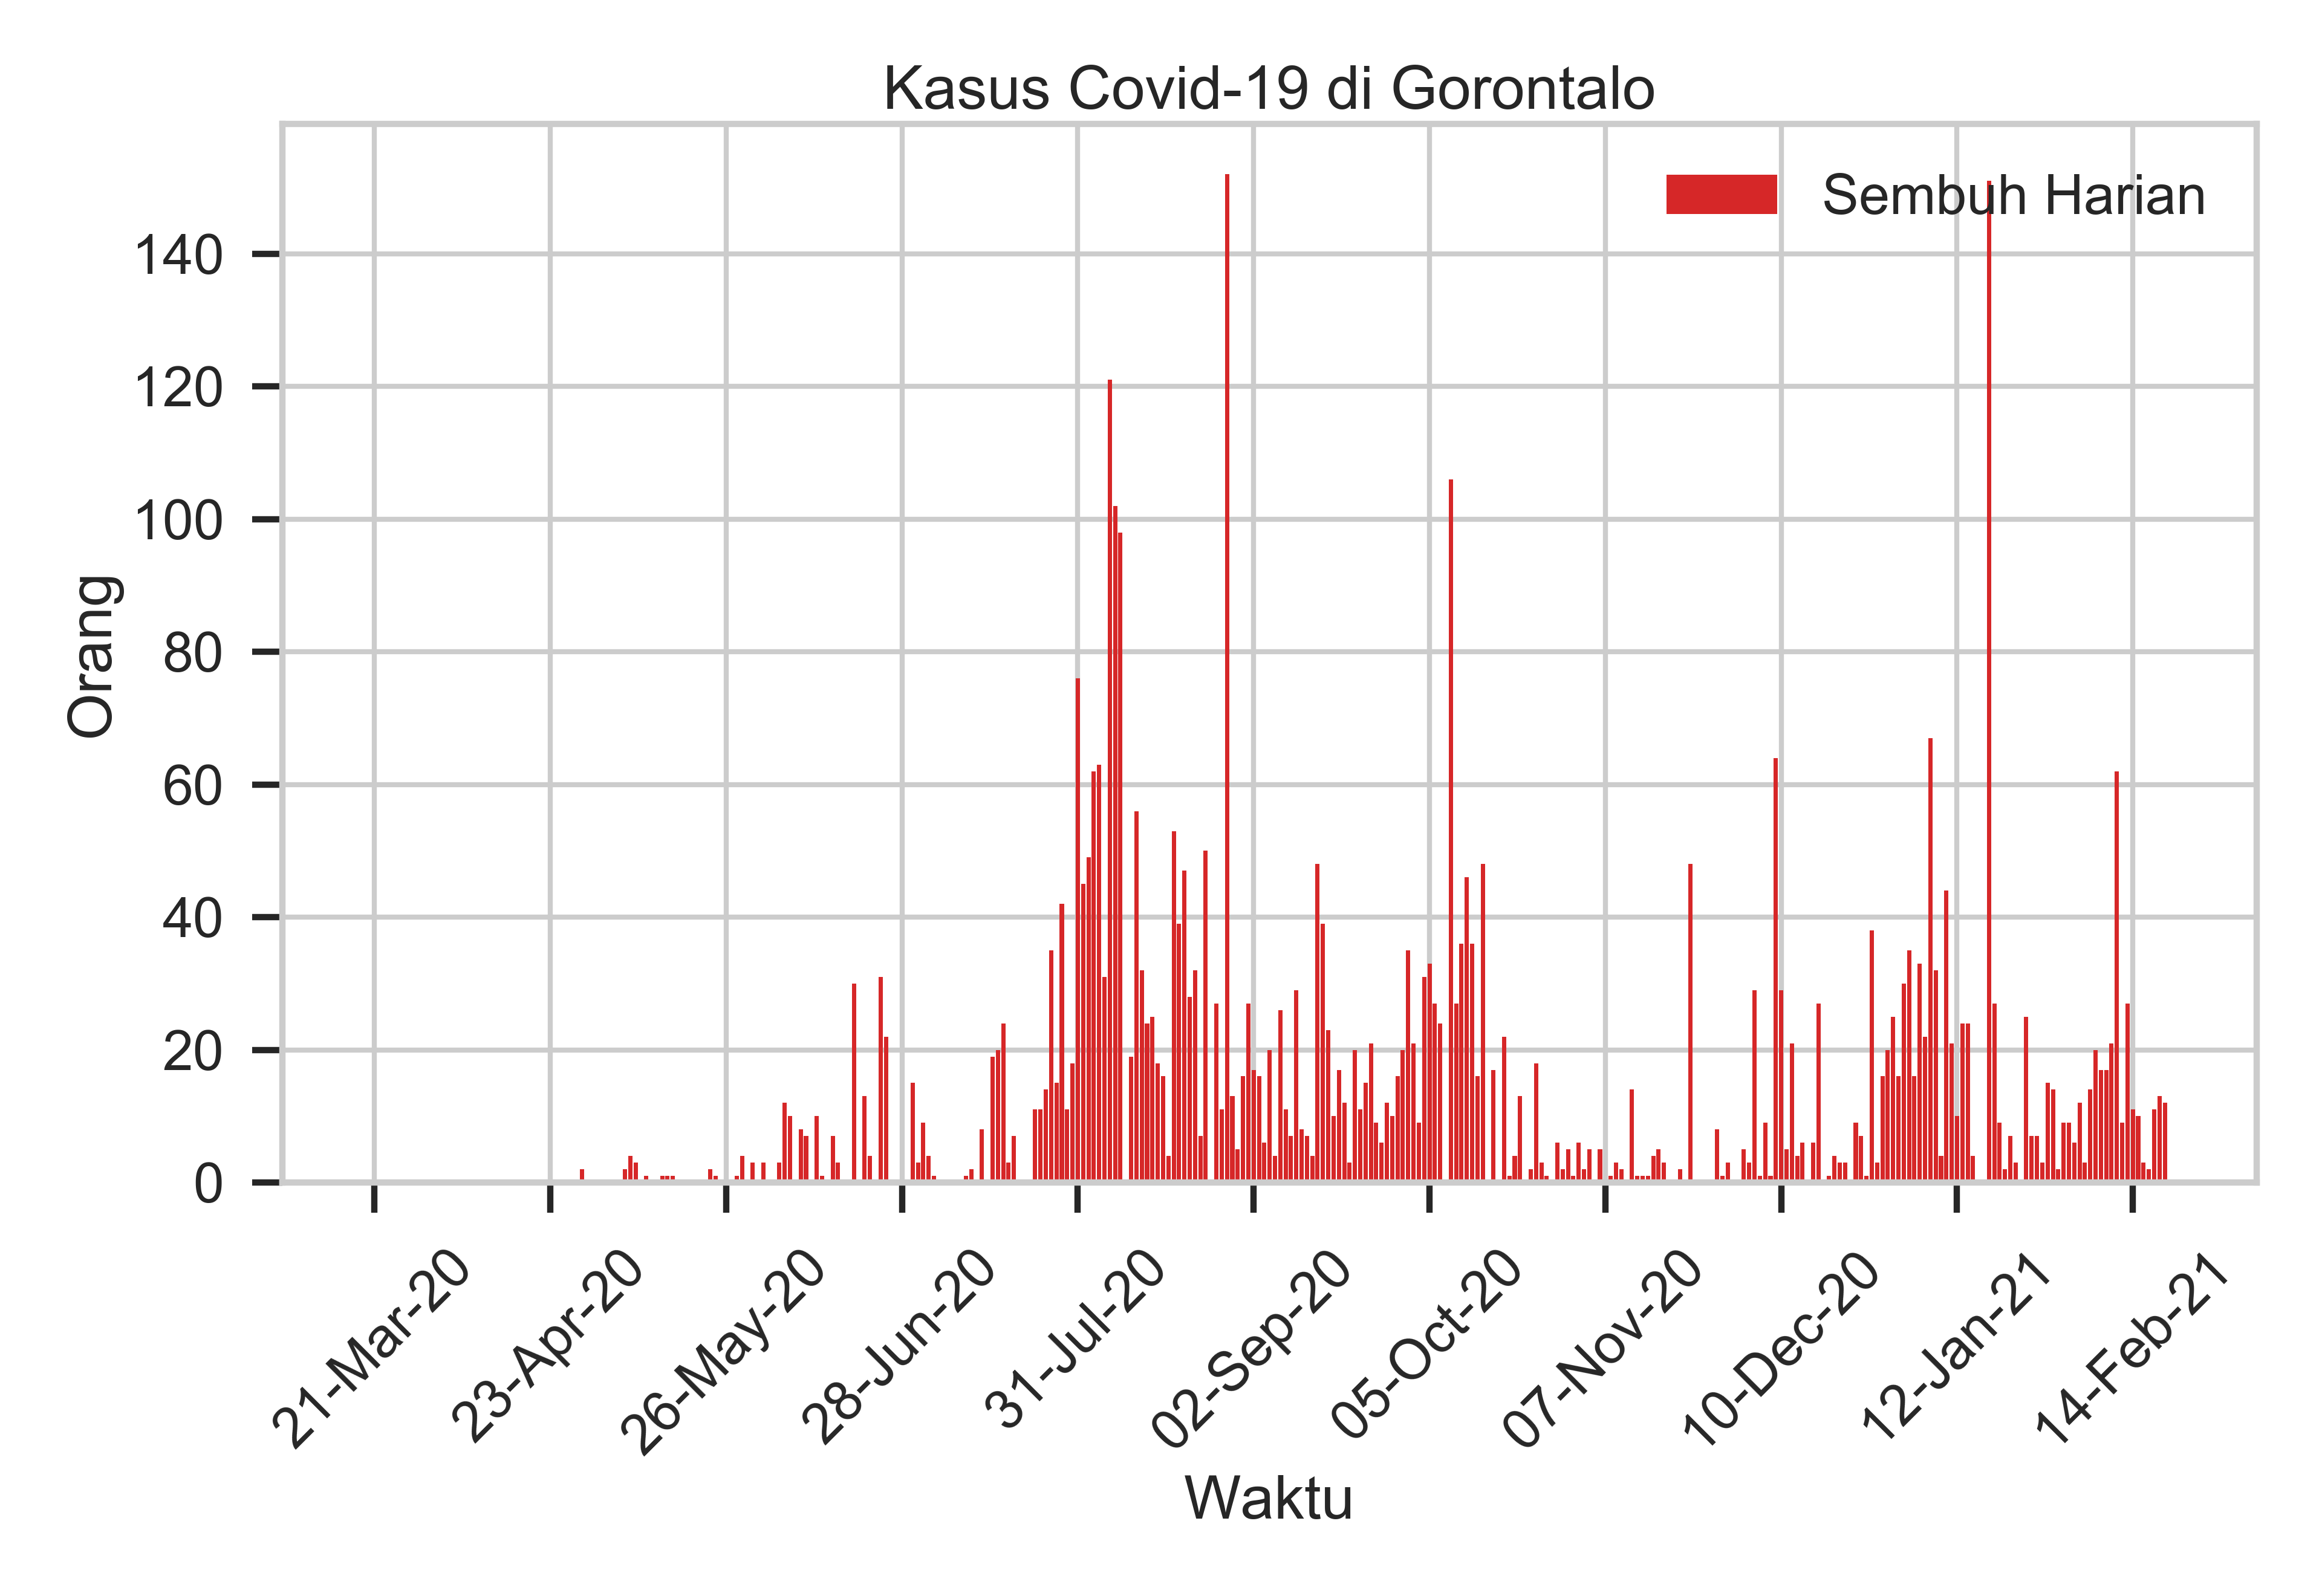 Kasus Covid-19 di Gorontalo
Sembuh Harian
140
120
100
80
60
40
20
0
Orang
21-Mar-20
23-Apr-20
26-May-20
28-Jun-20
31-Jul-20
02-Sep-20
05-Oct-20
07-Nov-20
10-Dec-20
12-Jan-21
14-Feb-21
Waktu